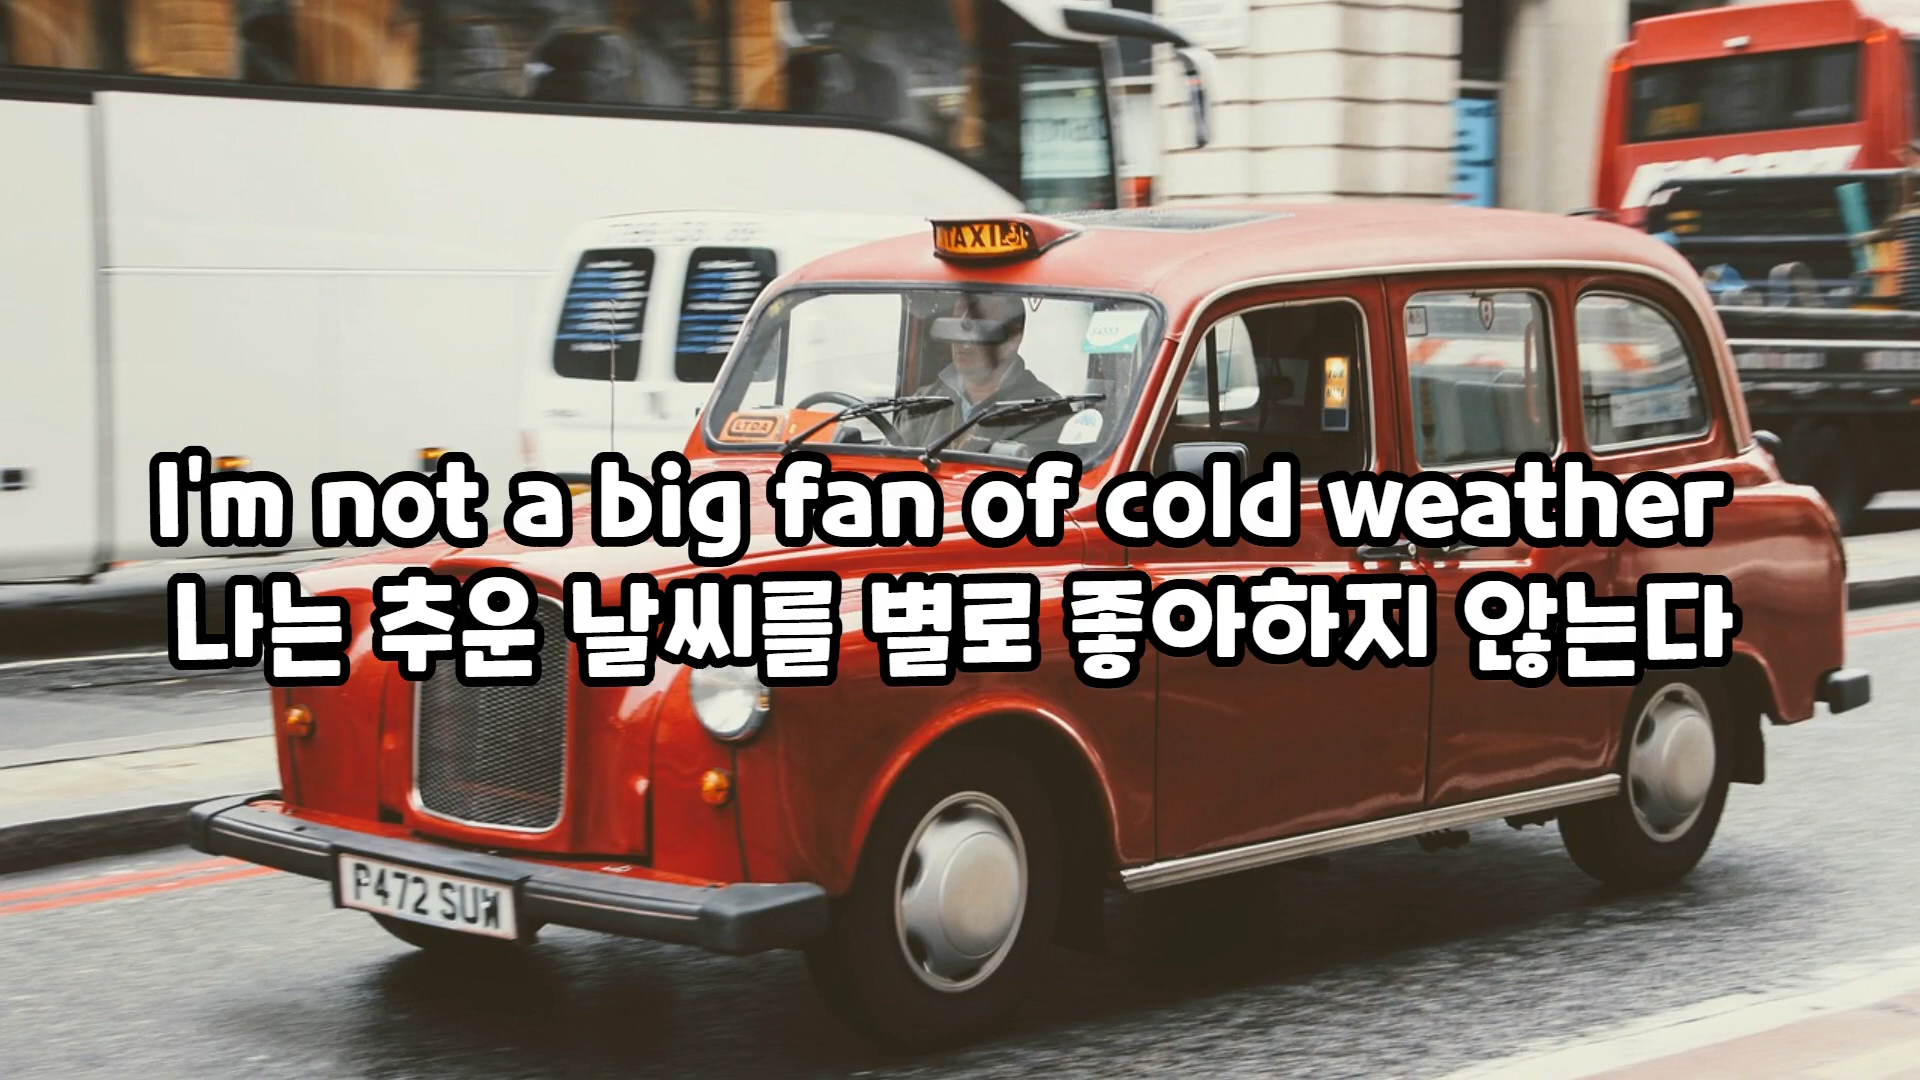 TAXI
LTDA
I'm not a big fan of cold weather
나는 추운 날씨를 별로 좋아하지 않는다
P472 SUW